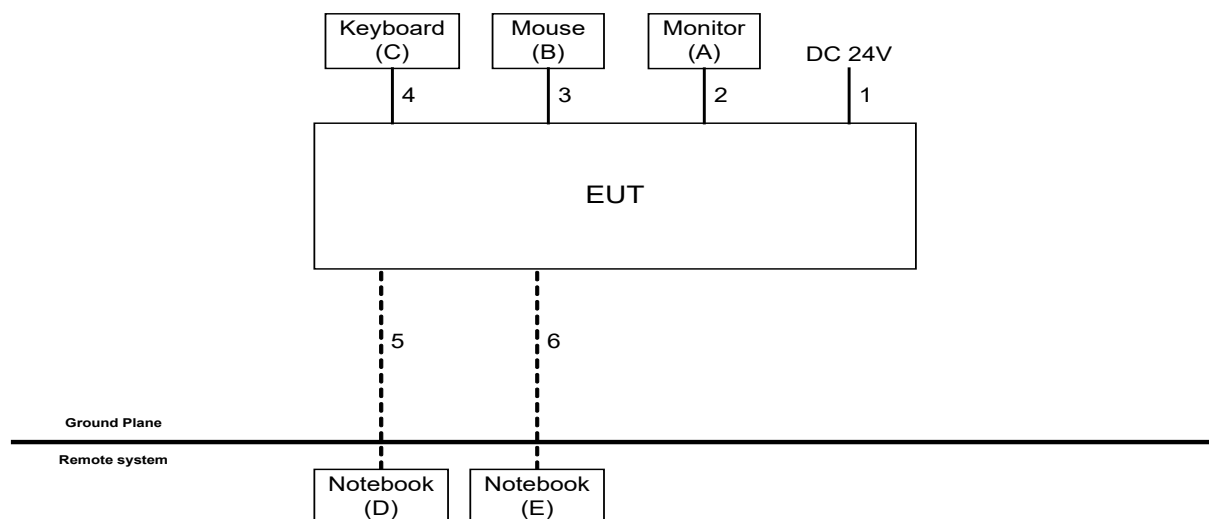 Keyboard
(C)
Mouse
(B)
Monitor
(A)
DC 24V
4
3
2
1
EUT
5
6
Ground Plane
Remote system
Notebook
(D)
Notebook
(E)